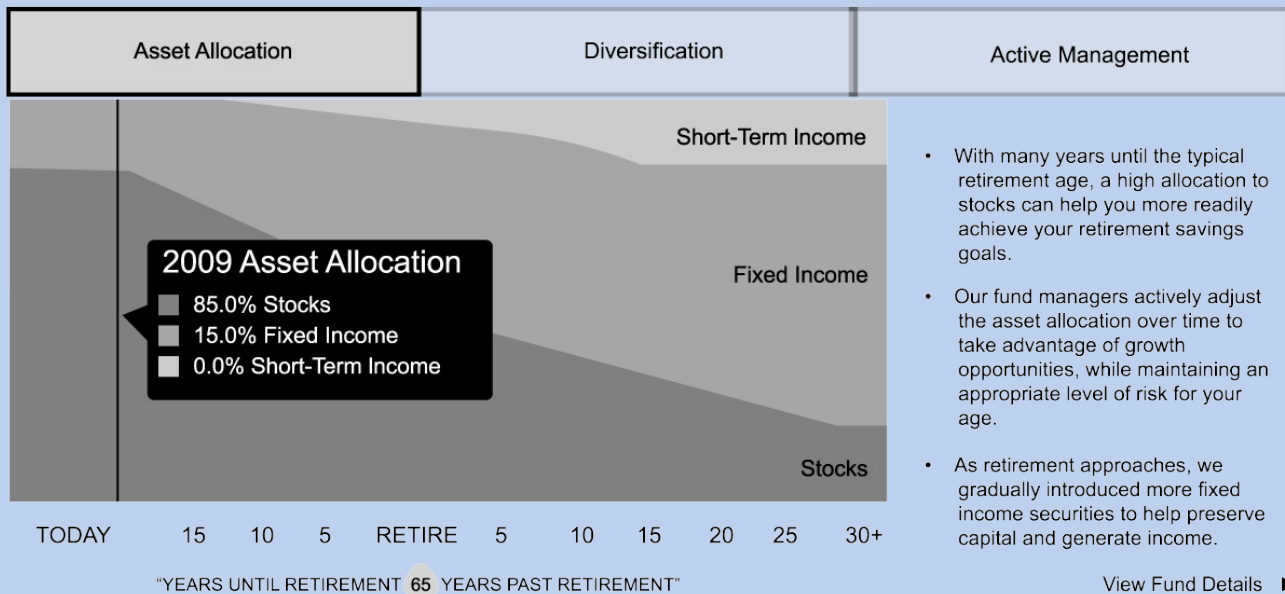 Asset Allocation
Diversification
Active Management
Short-Term Income
Fixed Income
Stocks
2009 Asset Allocation
85.0% Stocks
15.0% Fixed Income
0.0% Short-Term Income
TODAY 15 10 5 RETIRE 5 10 15 20 25 30+
“YEARS UNTIL RETIREMENT 65 YEARS PAST RETIREMENT”
• With many years until the typical
retirement age, a high allocation to
stocks can help you more readily
achieve your retirement savings
goals.
• Our fund managers actively adjust
the asset allocation over time to
take advantage of growth
opportunities, while maintaining an
appropriate level of risk for your
age.
• As retirement approaches, we
gradually introduced more fixed
income securities to help preserve
capital and generate income.
View Fund Details